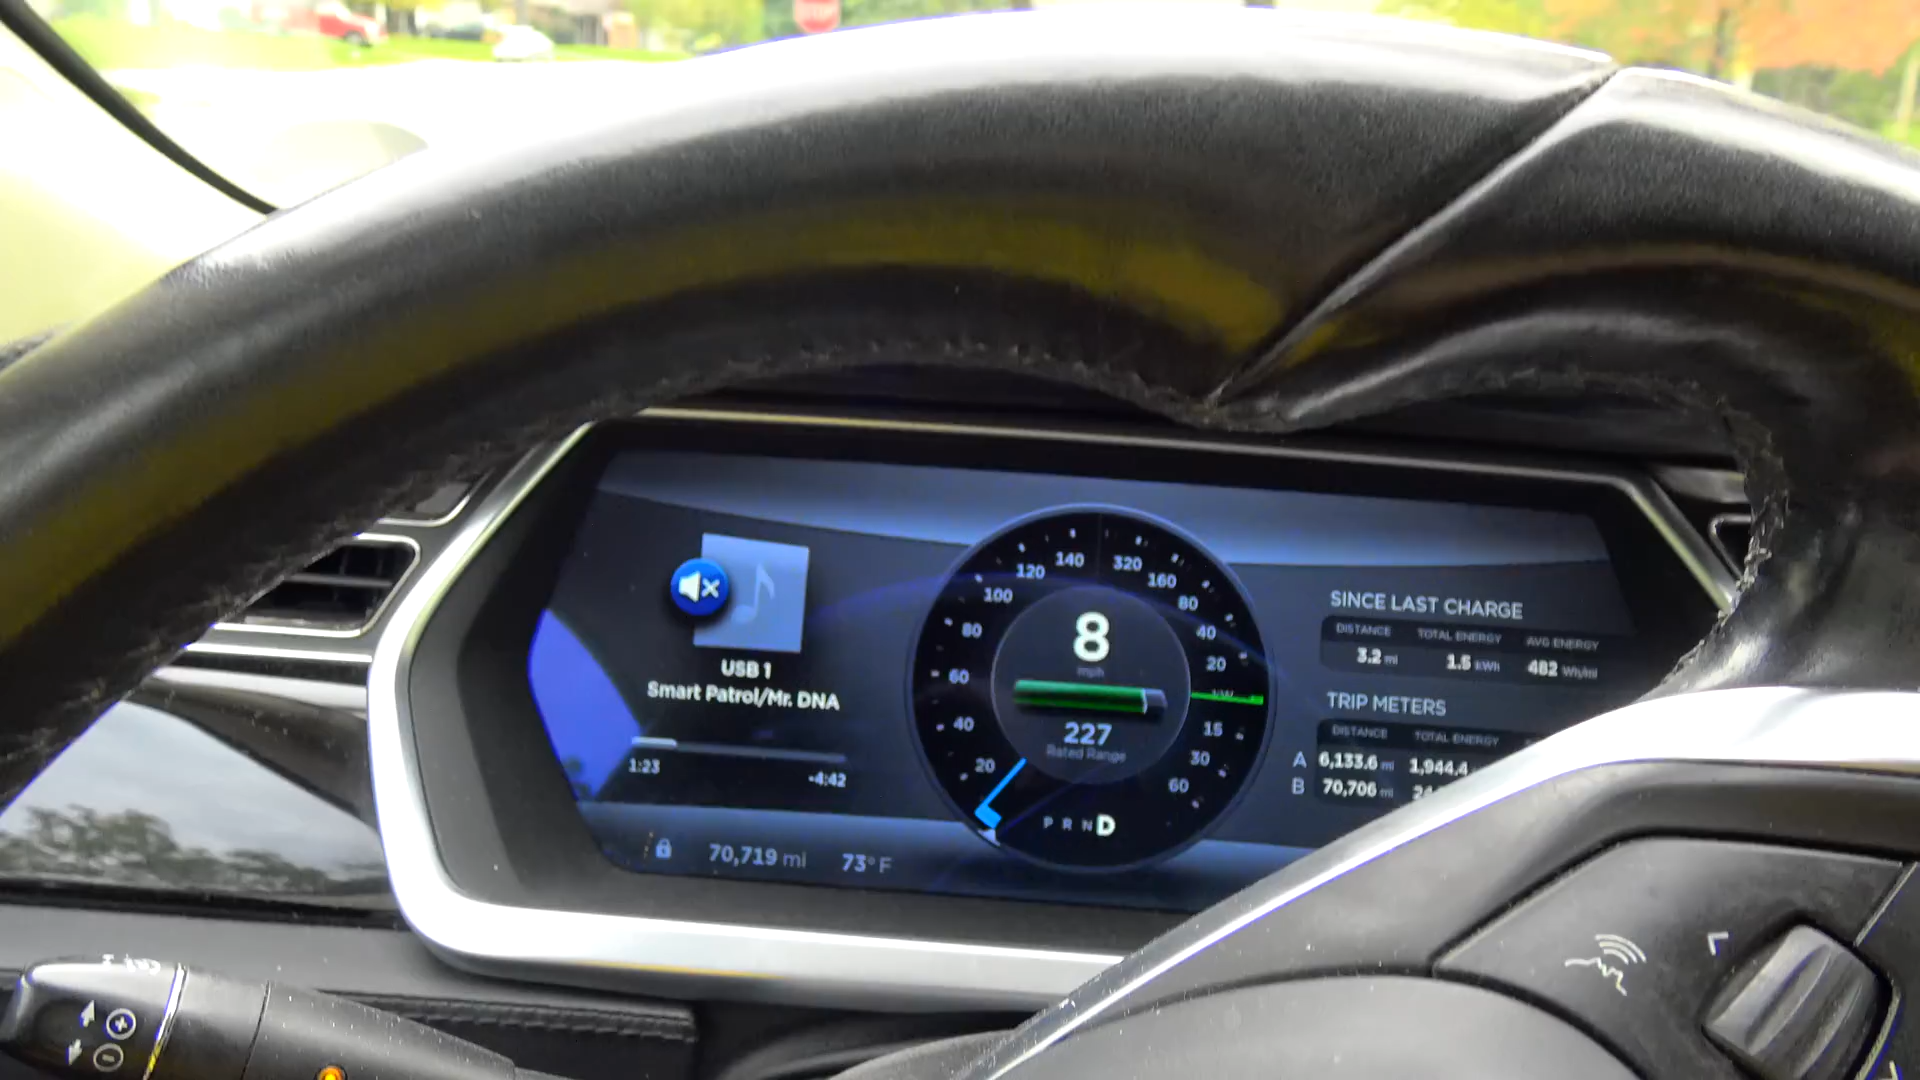 STOP
USB 1
Smart Patrol/Mr. DNA
1:23
-4:42
70,719 mi
73° F
140
120
100
80
60
40
20
320
160
80
40
20
kW
15
30
60
8
mph
227
Rated Range
P R N D
SINCE LAST CHARGE
DISTANCE TOTAL ENERGY AVG ENERGY
3.2 mi 1.5 kWh 482 Wh/mi
TRIP METERS
DISTANCE TOTAL ENERGY
A 6,133.6 mi 1,944.4
B 70,706 mi